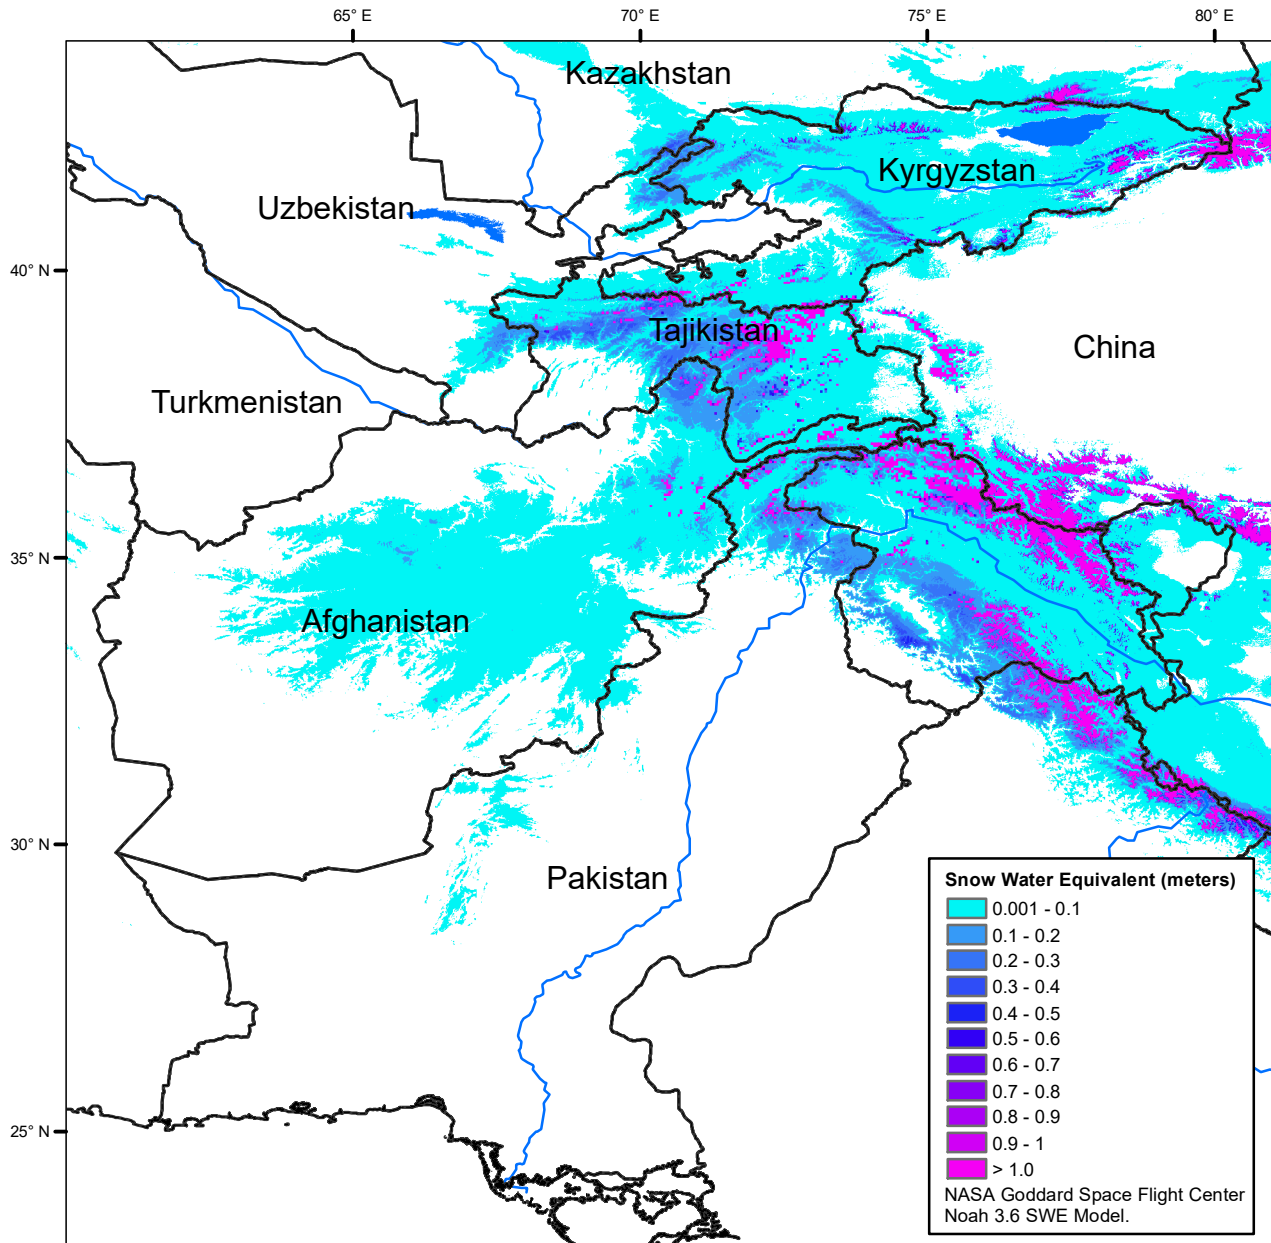 65° E
70° E
75° E
80° E
Kazakhstan
Kyrgyzstan
Uzbekistan
40° N
Tajikistan
China
Turkmenistan
35° N
Afghanistan
30° N
Pakistan
Snow Water Equivalent (meters)
0.001 - 0.1
0.1 - 0.2
0.2 - 0.3
0.3 - 0.4
0.4 - 0.5
0.5 - 0.6
0.6 - 0.7
0.7 - 0.8
0.8 - 0.9
0.9 - 1
> 1.0
25° N
NASA Goddard Space Flight Center
Noah 3.6 SWE Model.